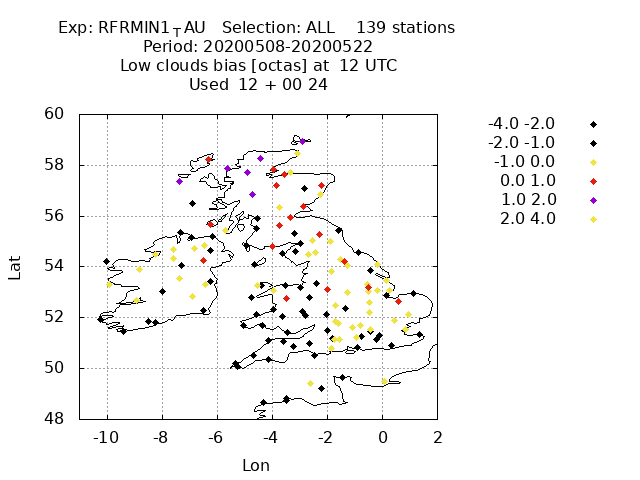 Exp: RFRMIN1TAU   Selection: ALL    139 stations
Period: 20200508-20200522
Low clouds bias [octas] at  12 UTC
Used  12 + 00 24
60
58
56
54
52
50
48
-10 -8 -6 -4 -2 0 2
Lat
Lon
-4.0 -2.0
-2.0 -1.0
-1.0 0.0
0.0 1.0
1.0 2.0
2.0 4.0